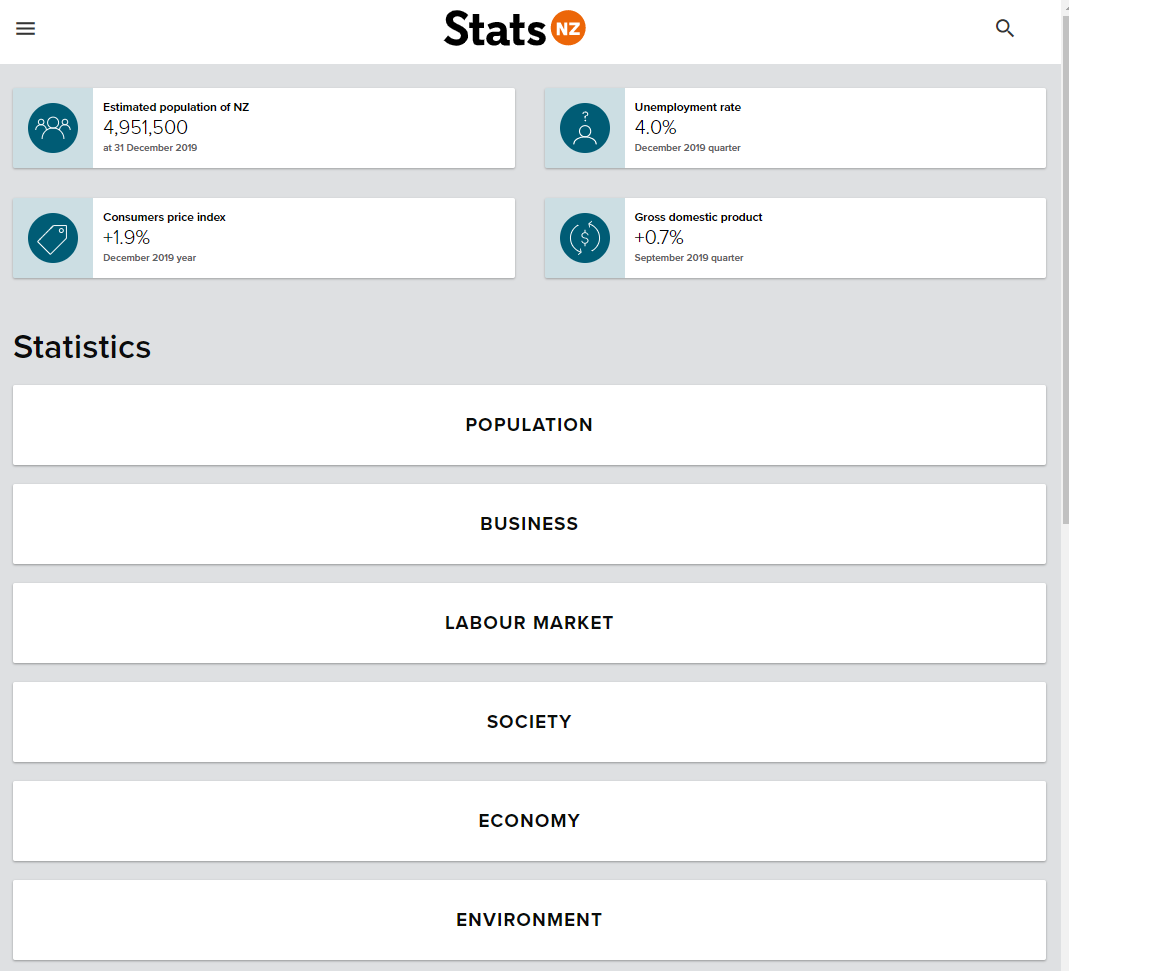 Stats NZ
Estimated population of NZ
4,951,500
at 31 December 2019
Unemployment rate
4.0%
December 2019 quarter
Consumers price index
+1.9%
December 2019 year
Gross domestic product
+0.7%
September 2019 quarter
Statistics
POPULATION
BUSINESS
LABOUR MARKET
SOCIETY
ECONOMY
ENVIRONMENT